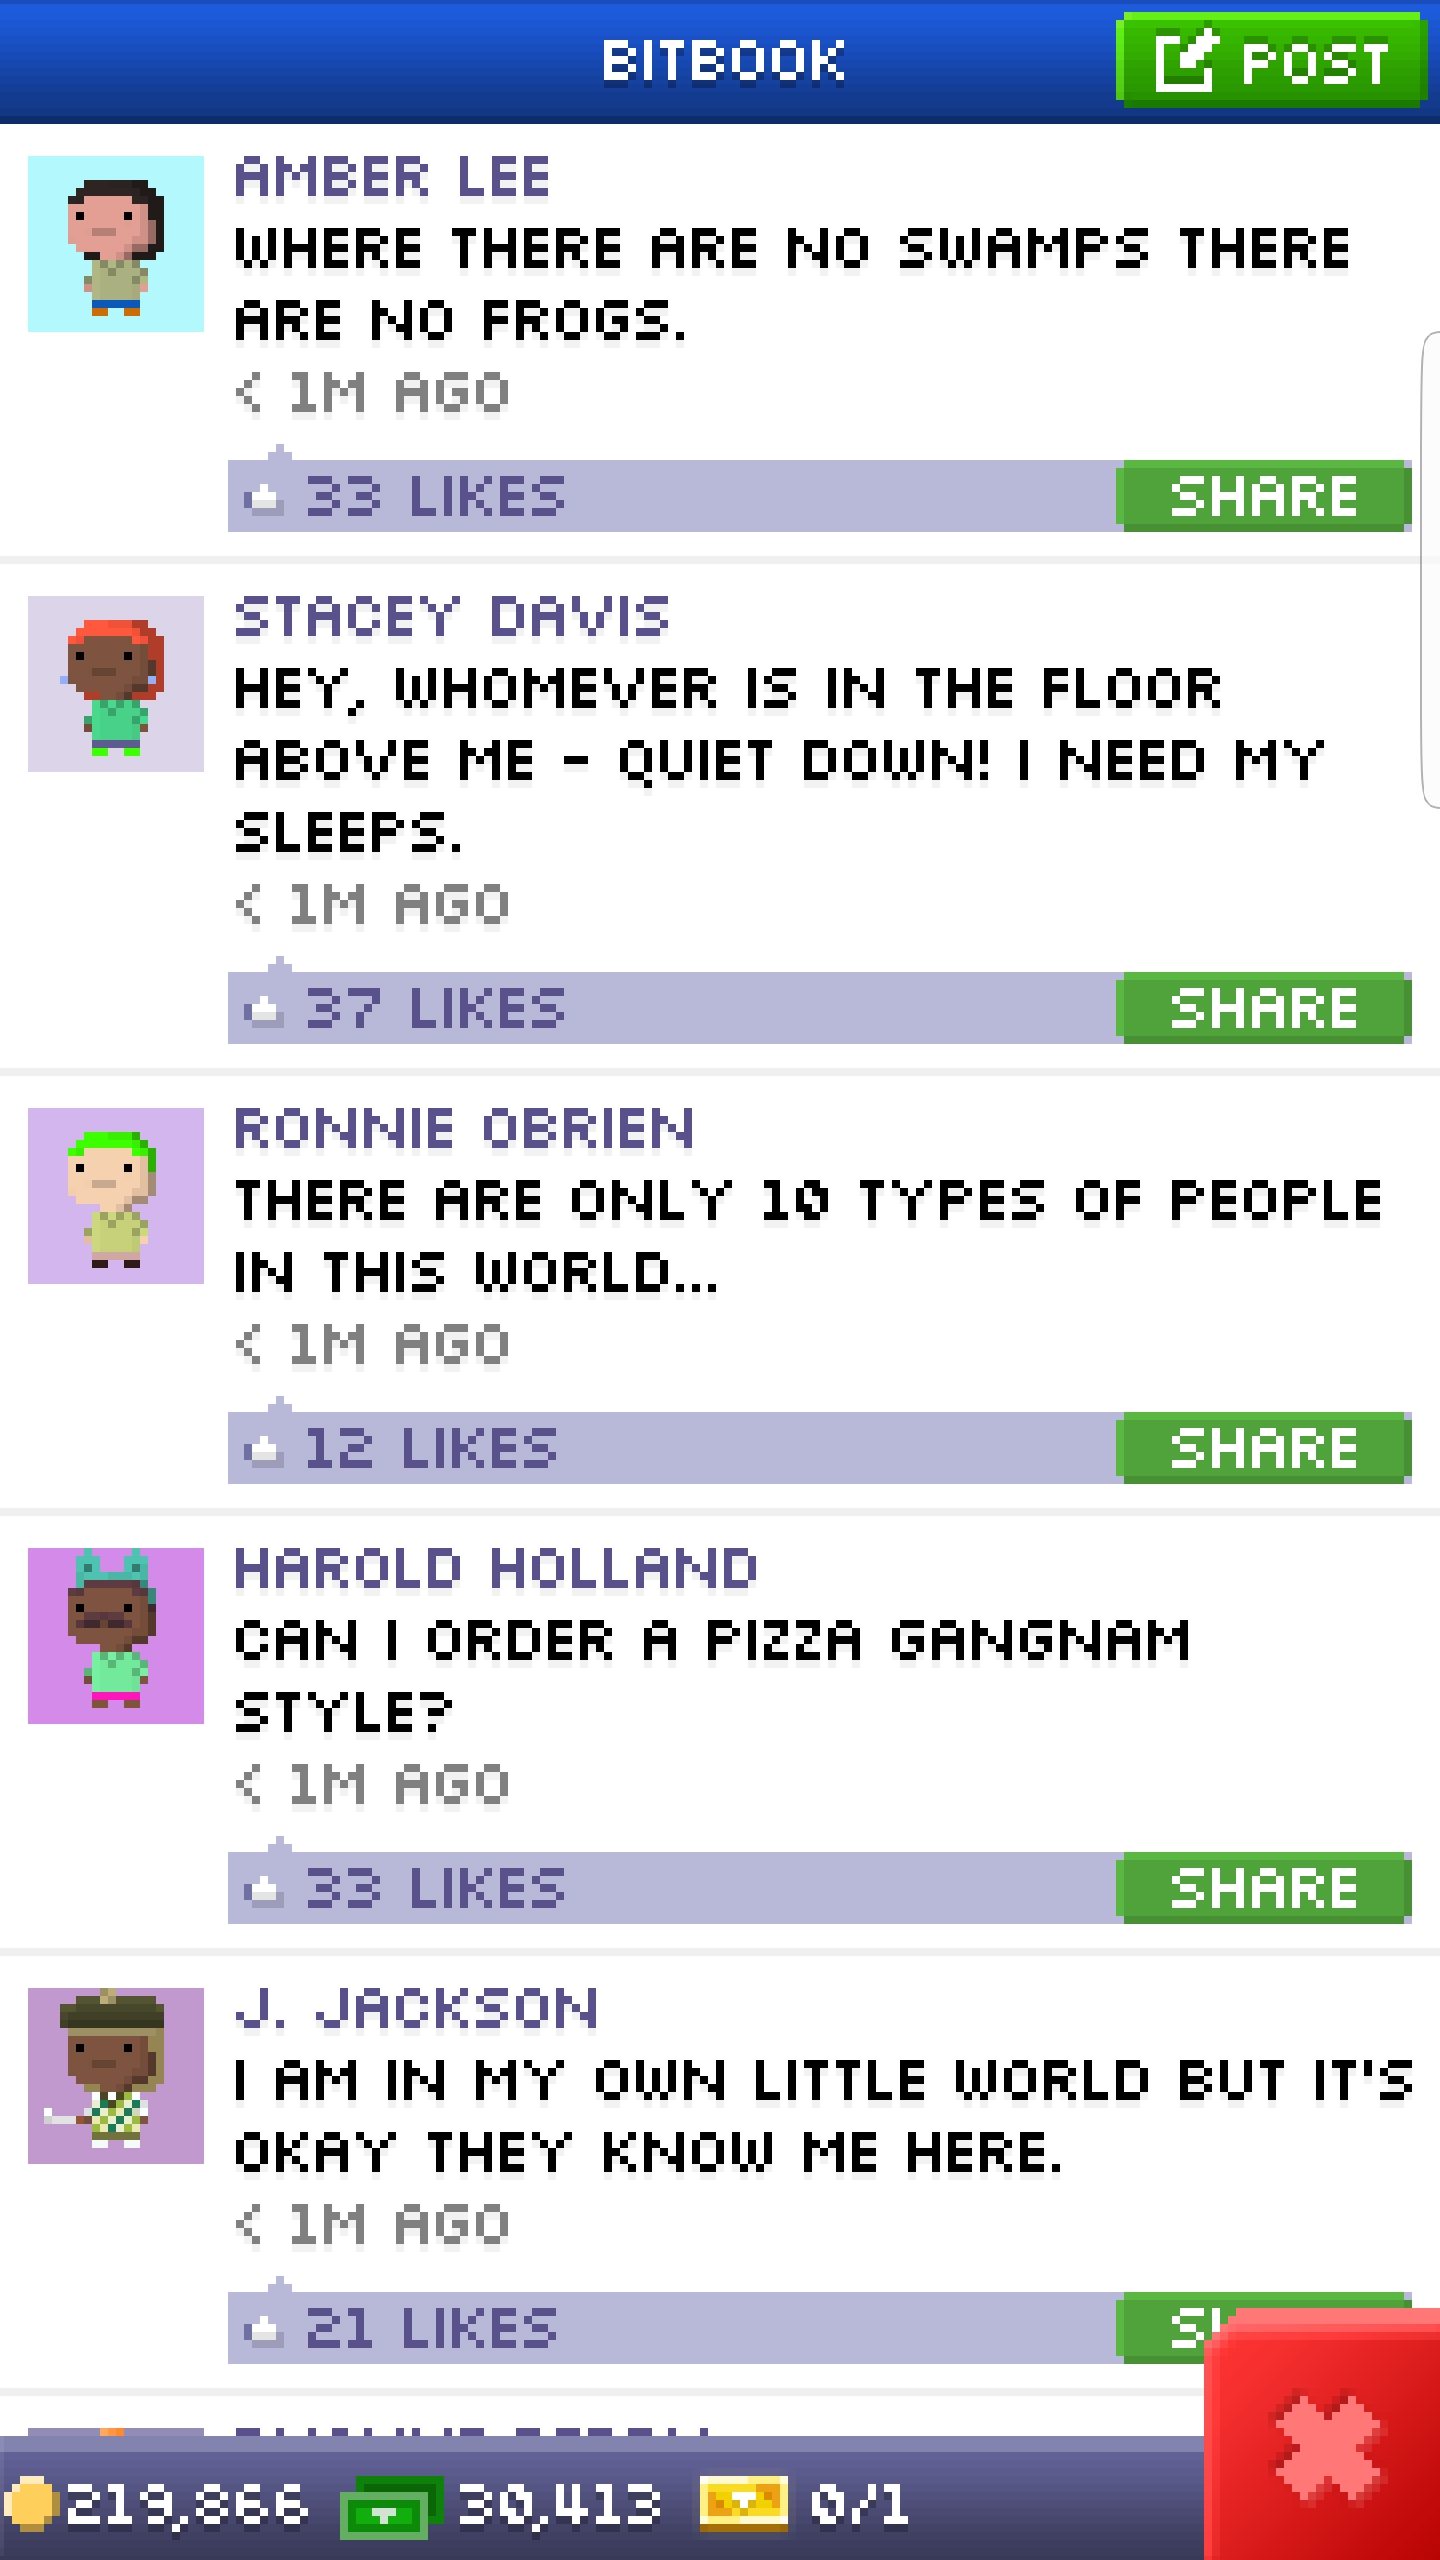 BITBOOK
POST
AMBER LEE
WHERE THERE ARE NO SWAMPS THERE
ARE NO FROGS.
< 1M AGO
33 LIKES
SHARE
STACEY DAVIS
HEY, WHOMEVER IS IN THE FLOOR
ABOVE ME - QUIET DOWN! I NEED MY
SLEEPS.
< 1M AGO
37 LIKES
SHARE
RONNIE OBRIEN
THERE ARE ONLY 10 TYPES OF PEOPLE
IN THIS WORLD...
< 1M AGO
12 LIKES
SHARE
HAROLD HOLLAND
CAN I ORDER A PIZZA GANGNAM
STYLE?
< 1M AGO
33 LIKES
SHARE
J. JACKSON
I AM IN MY OWN LITTLE WORLD BUT IT'S
OKAY THEY KNOW ME HERE.
< 1M AGO
21 LIKES
219,866 30,413 0/1